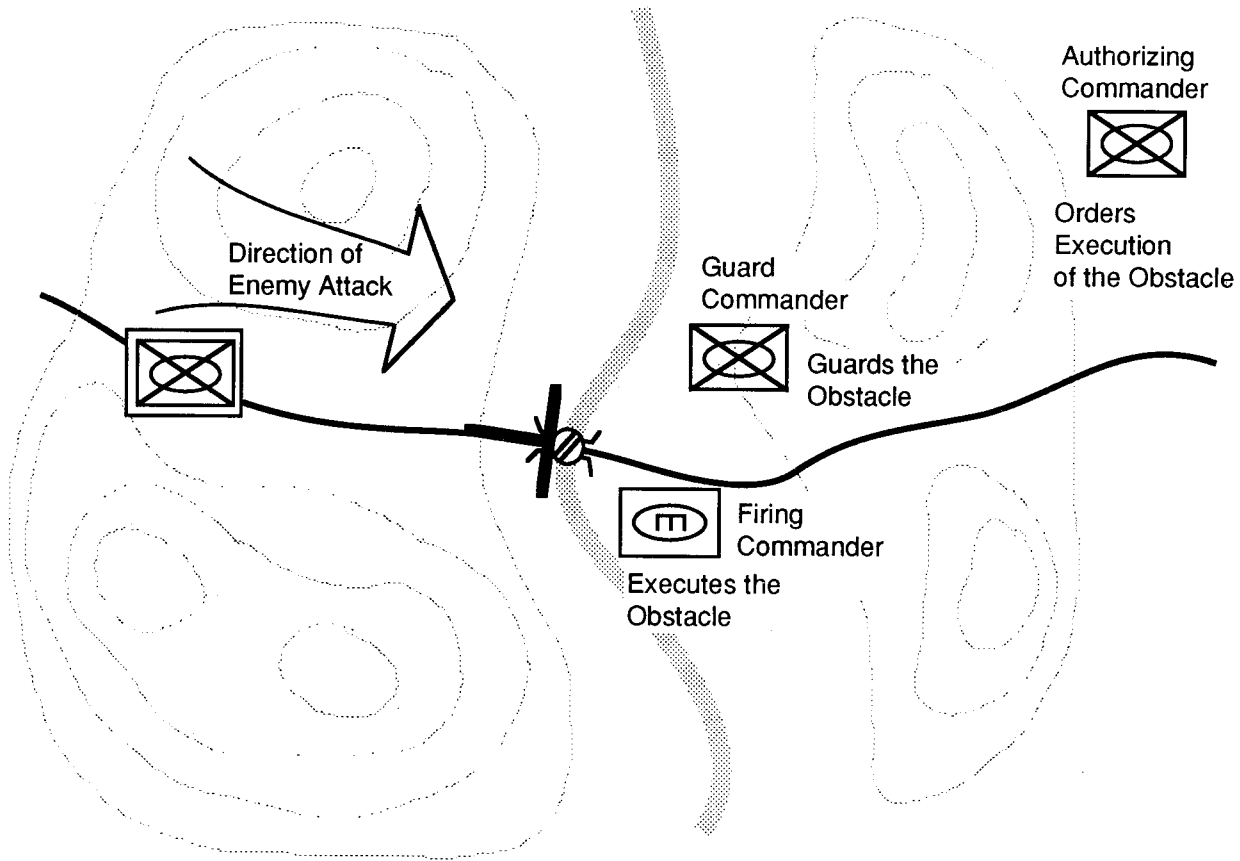 Authorizing
Commander
Orders
Execution
of the Obstacle
Direction of
Enemy Attack
Guard
Commander
Guards the
Obstacle
Firing
Commander
Executes the
Obstacle